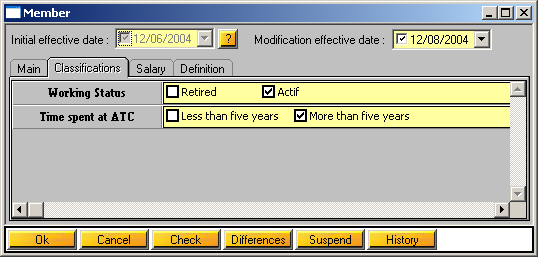 Member
Initial effective date : 12/06/2004 ? Modification effective date : 12/08/2004
Main Classifications Salary Definition
Working Status Retired Actif
Time spent at ATC Less than five years More than five years
Ok Cancel Check Differences Suspend History